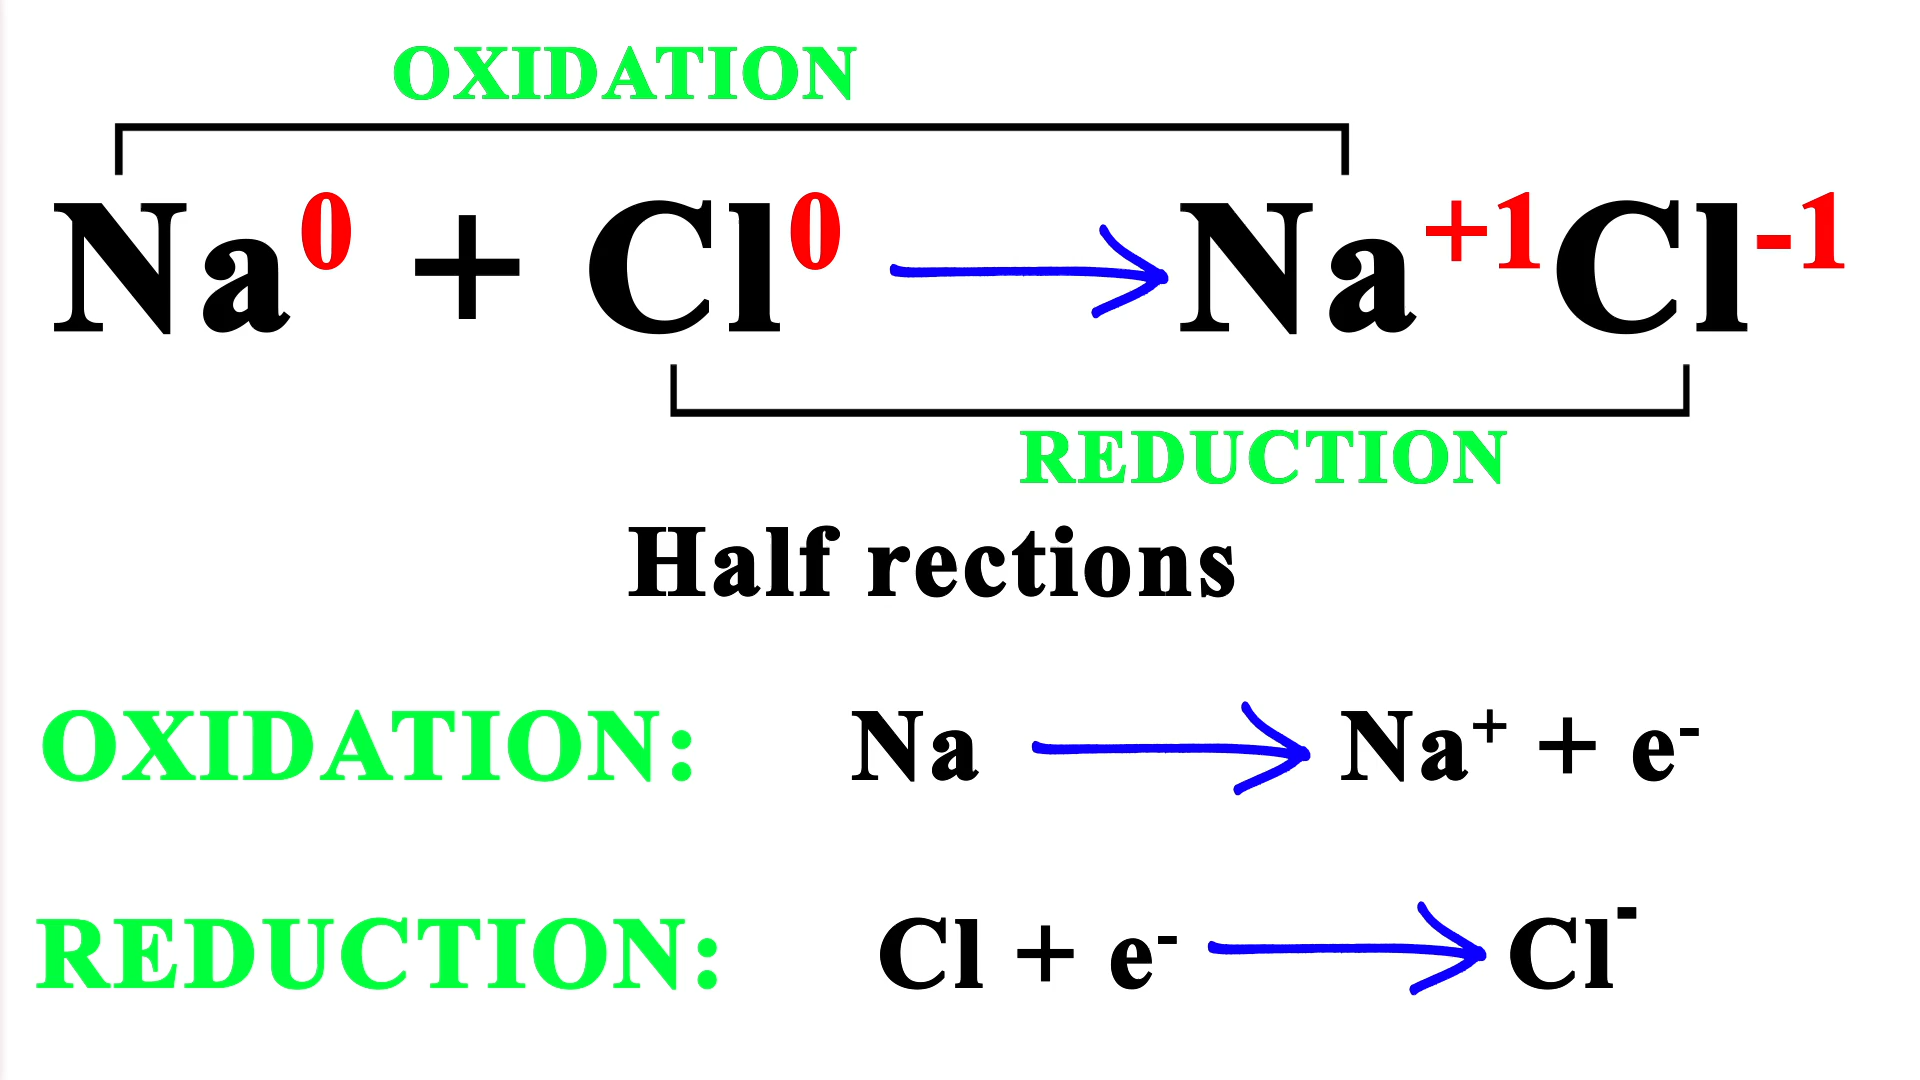 OXIDATION
Na⁰ + Cl⁰ → Na⁺¹Cl⁻¹
REDUCTION
Half rections
OXIDATION: Na → Na⁺ + e⁻
REDUCTION: Cl + e⁻ → Cl⁻